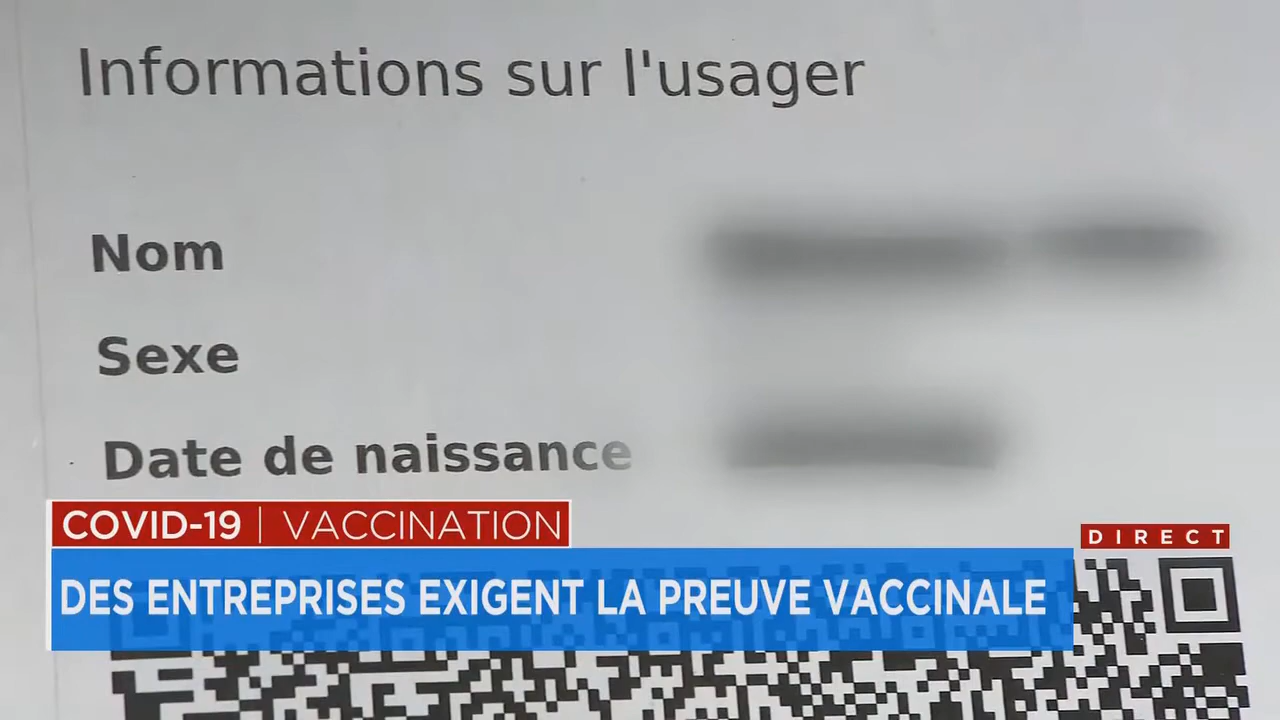 Informations sur l'usager
Nom
Sexe
Date de naissance
COVID-19 | VACCINATION
DIRECT
DES ENTREPRISES EXIGENT LA PREUVE VACCINALE